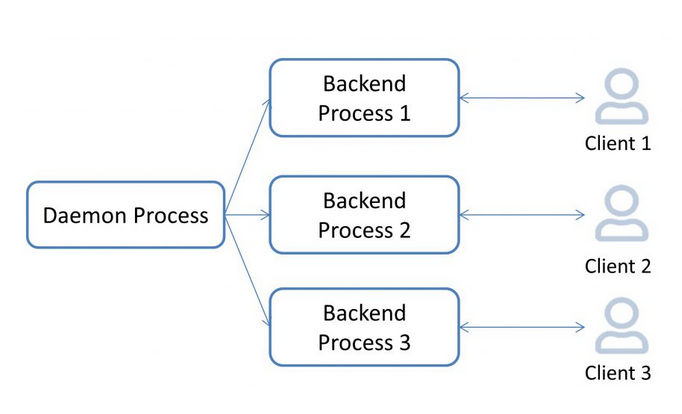 Backend
Process 1
Client 1
Daemon Process
Backend
Process 2
Client 2
Backend
Process 3
Client 3